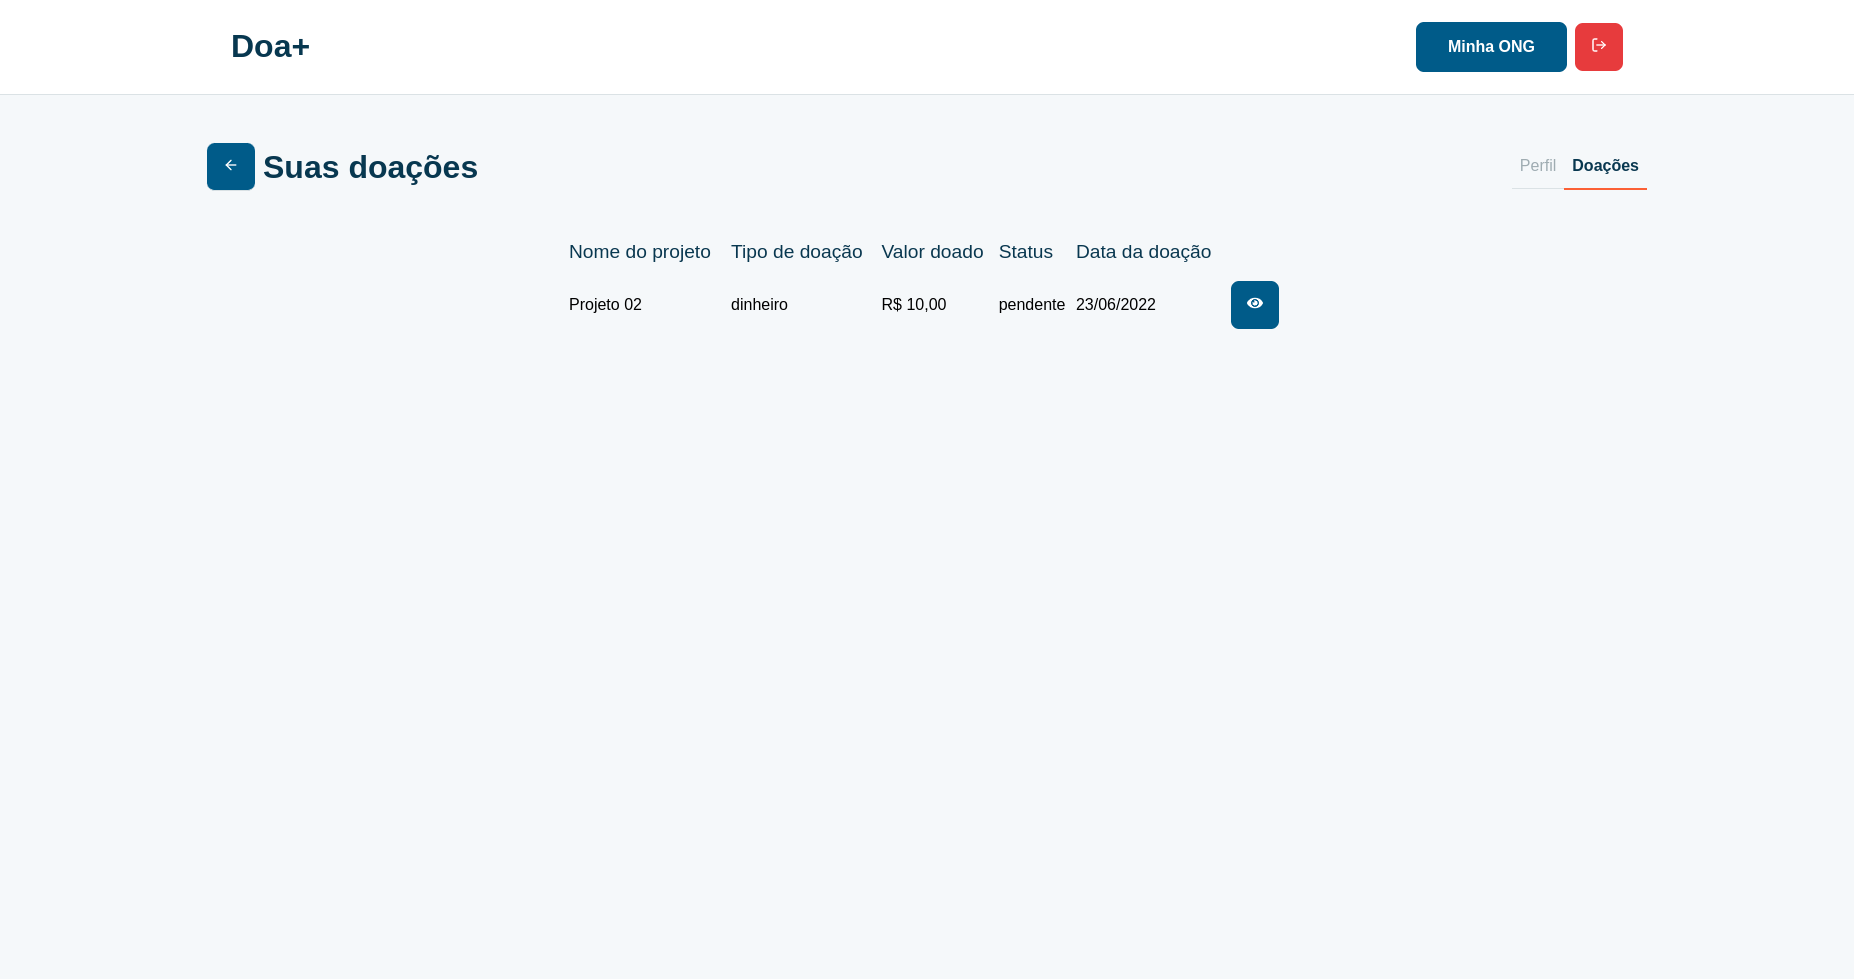 Doa+
Minha ONG
Suas doações
Perfil Doações
Nome do projeto Tipo de doação Valor doado Status Data da doação
Projeto 02 dinheiro R$ 10,00 pendente 23/06/2022